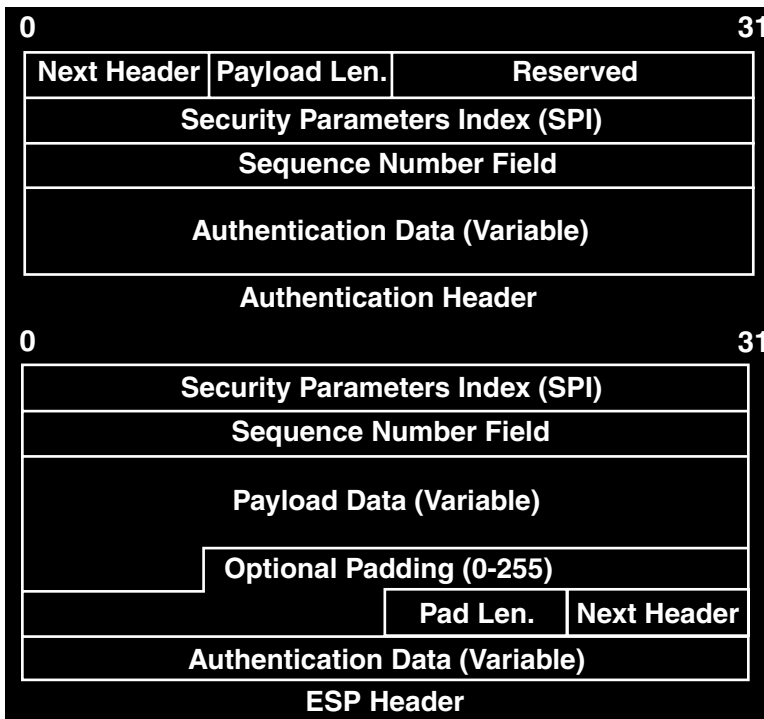 0 31
Next Header Payload Len. Reserved
Security Parameters Index (SPI)
Sequence Number Field
Authentication Data (Variable)
Authentication Header
0 31
Security Parameters Index (SPI)
Sequence Number Field
Payload Data (Variable)
Optional Padding (0-255)
Pad Len. Next Header
Authentication Data (Variable)
ESP Header